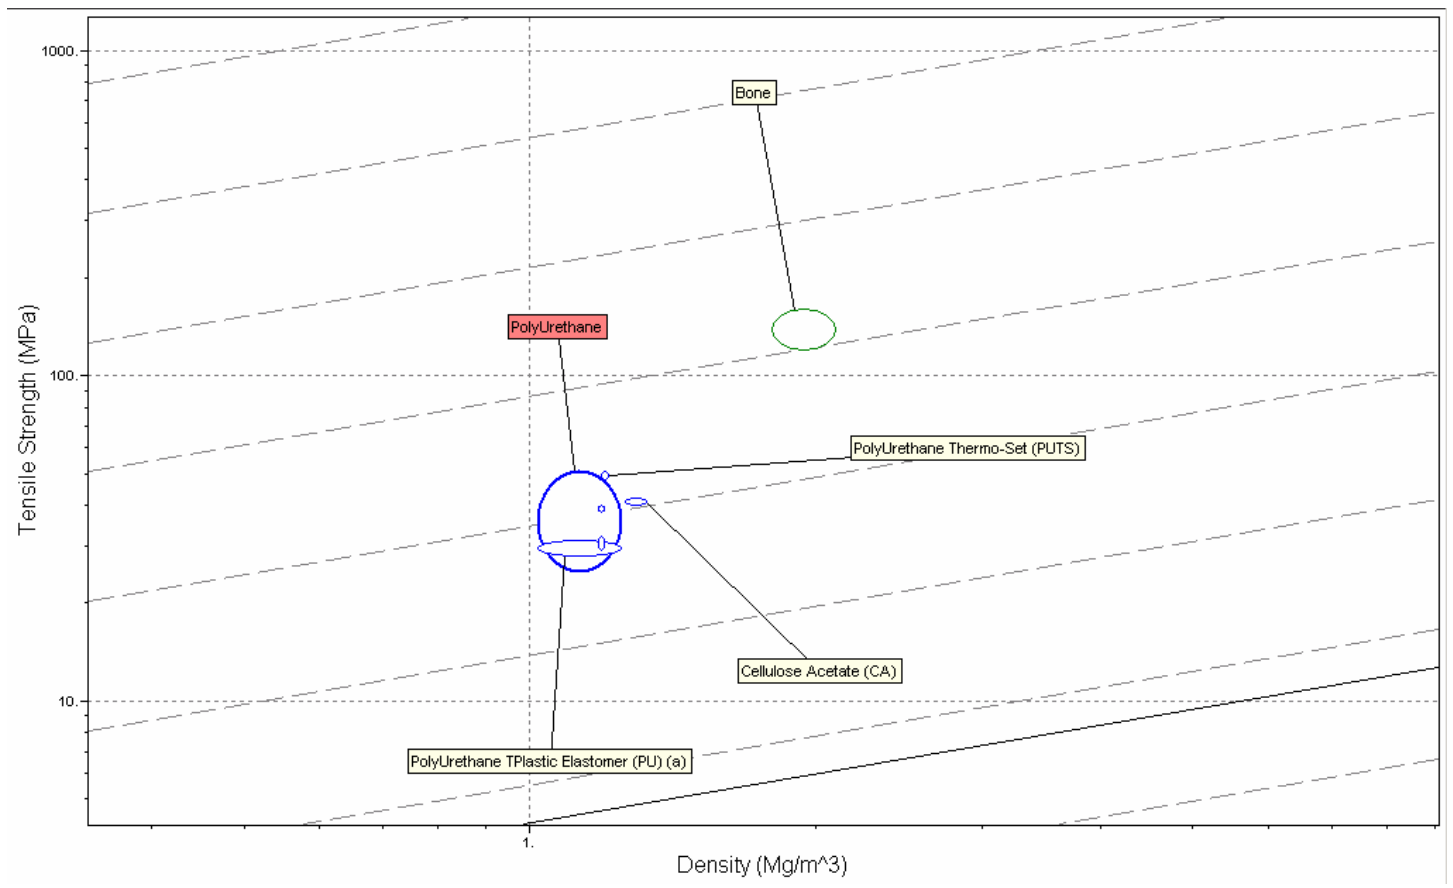 1000.
Bone
Tensile Strength (MPa)
PolyUrethane
100.
PolyUrethane Thermo-Set (PUTS)
Cellulose Acetate (CA)
10.
PolyUrethane TPlastic Elastomer (PU) (a)
1.
Density (Mg/m^3)